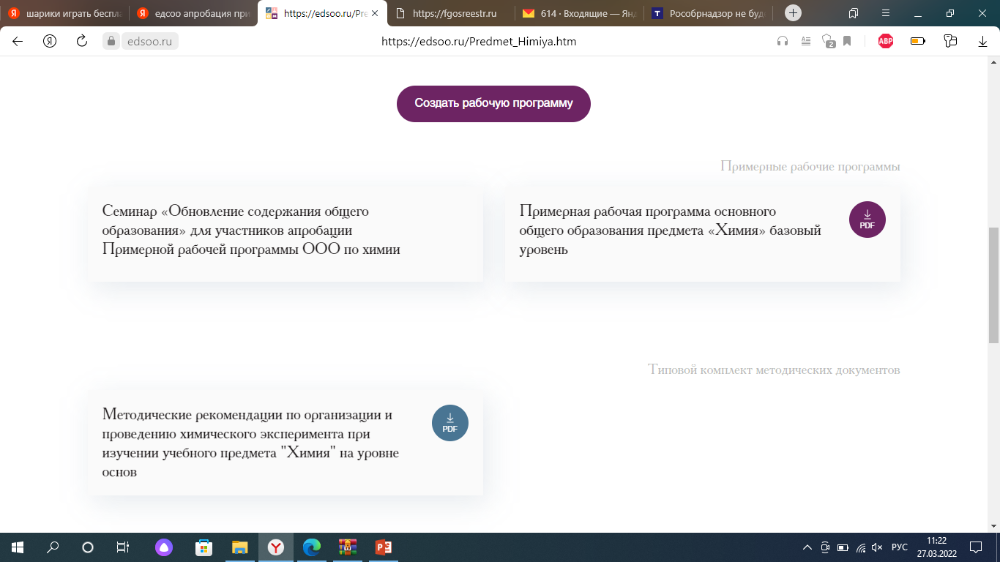 шарики играть беспла
едсоо апробация при
https://edsoo.ru/Pre
https://fgosreestr.ru
614 · Входящие — Янд
Рособрнадзор не буд
edsoo.ru
https://edsoo.ru/Predmet_Himiya.htm
2
ABP
Создать рабочую программу
Примерные рабочие программы
Семинар «Обновление содержания общего
образования» для участников апробации
Примерной рабочей программы ООО по химии
Примерная рабочая программа основного
общего образования предмета «Химия» базовый
уровень
PDF
Типовой комплект методических документов
Методические рекомендации по организации и
проведению химического эксперимента при
изучении учебного предмета "Химия" на уровне
основ
PDF
РУС
11:22
27.03.2022